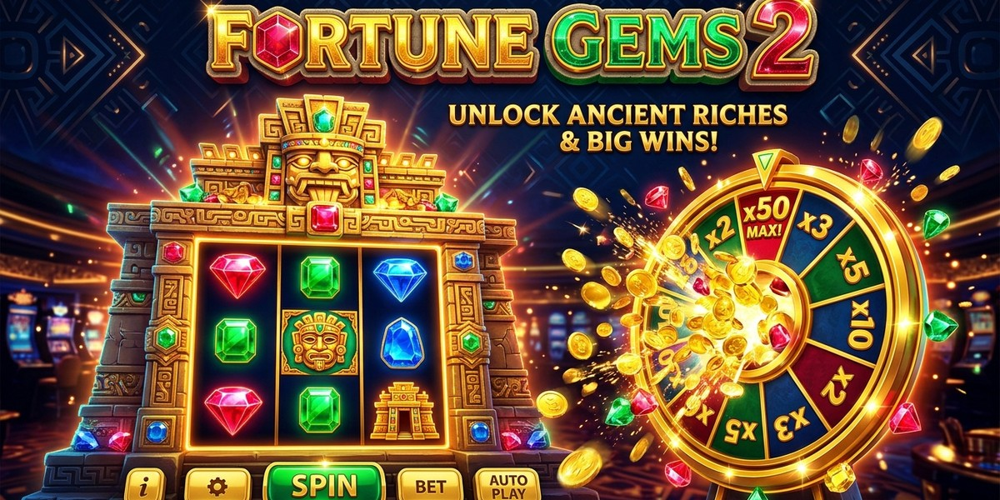 FORTUNE GEMS 2
UNLOCK ANCIENT RICHES
& BIG WINS!
x2
x50
MAX!
x3
x5
x10
x2
x3
x5
i
SPIN
BET
AUTO
PLAY